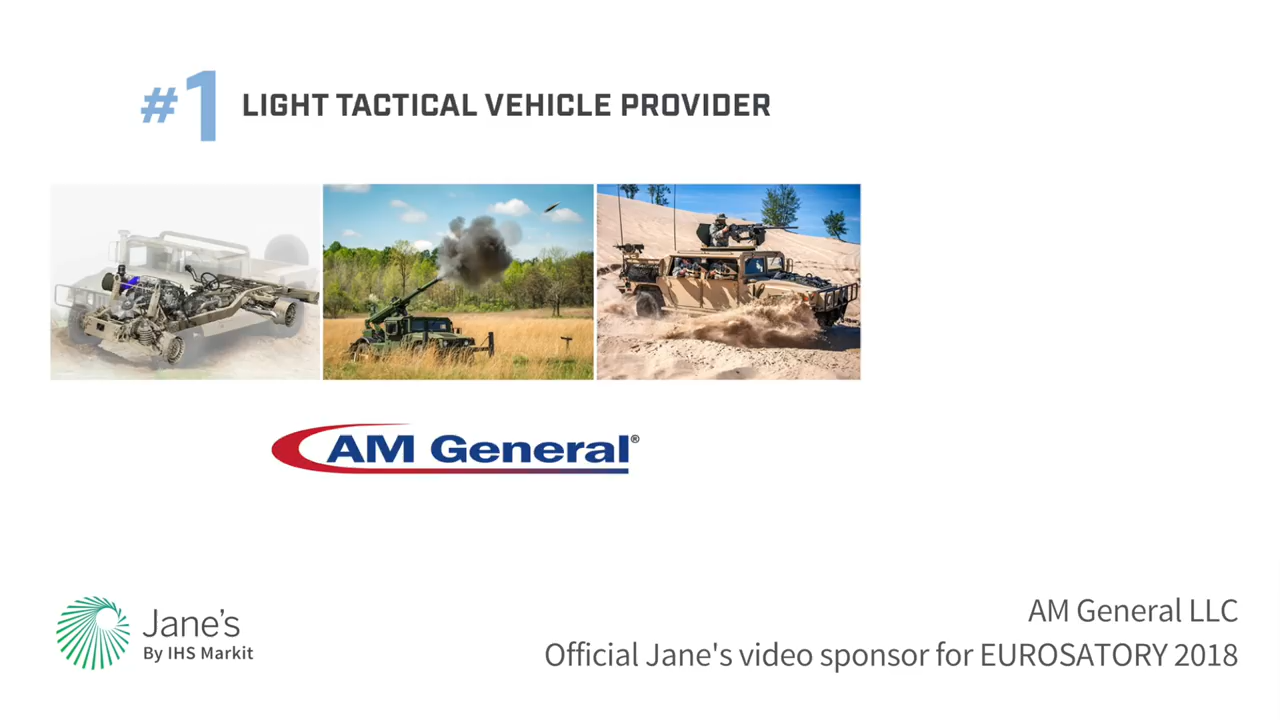 #1 LIGHT TACTICAL VEHICLE PROVIDER
AM General®
Jane's
By IHS Markit
AM General LLC
Official Jane's video sponsor for EUROSATORY 2018